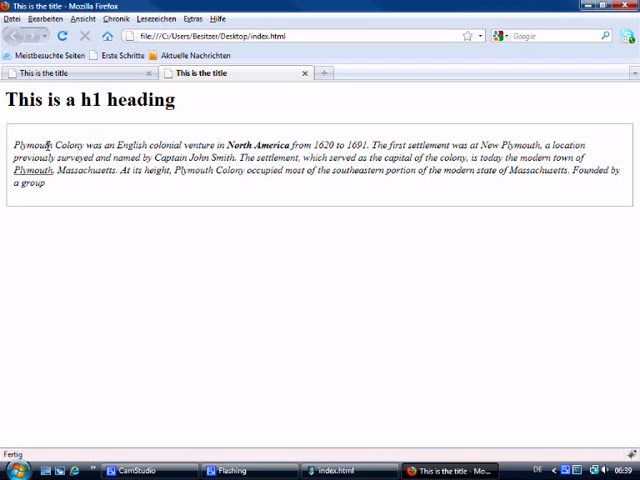 This is the title - Mozilla Firefox
Datei Bearbeiten Ansicht Chronik Lesezeichen Extras Hilfe
file:///C:/Users/Besitzer/Desktop/index.html
Google
Meistbesuchte Seiten Erste Schritte Aktuelle Nachrichten
This is the title
This is the title
This is a h1 heading
Plymouth Colony was an English colonial venture in North America from 1620 to 1691. The first settlement was at New Plymouth, a location
previously surveyed and named by Captain John Smith. The settlement, which served as the capital of the colony, is today the modern town of
Plymouth, Massachusetts. At its height, Plymouth Colony occupied most of the southeastern portion of the modern state of Massachusetts. Founded by
a group
Fertig
CamStudio
Flashing
index.html
This is the title - Mo...
DE
06:39